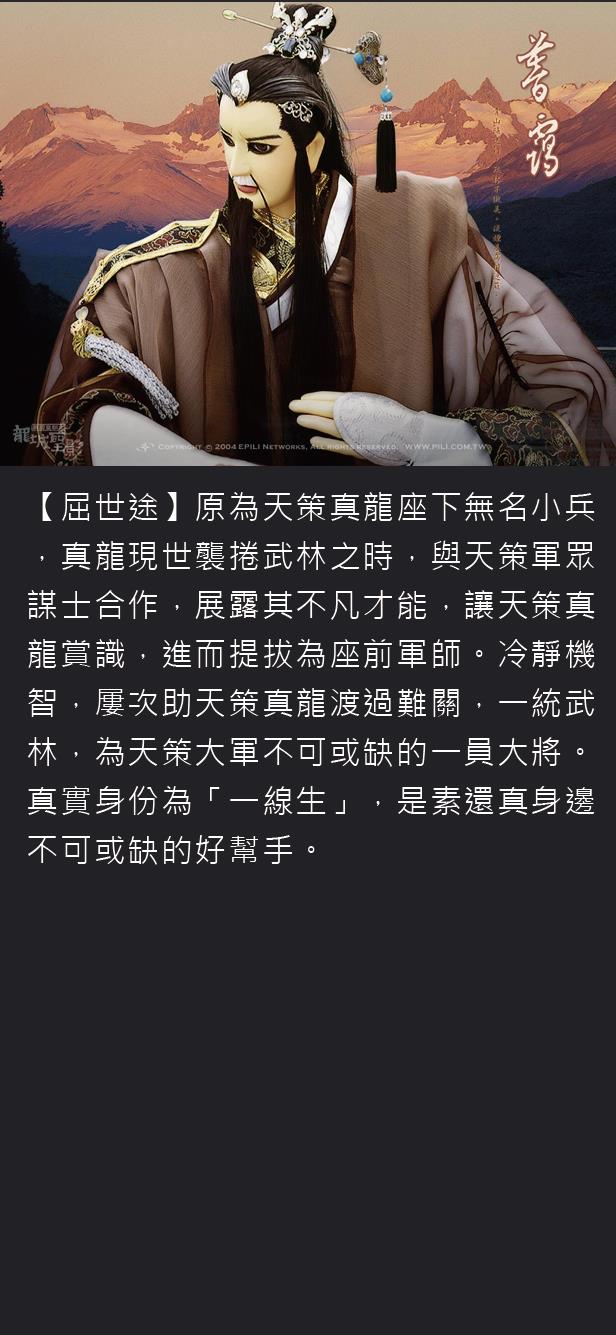 暮靄
COPYRIGHT © 2004 EPILI NETWORKS, ALL RIGHTS RESERVED. WWW.PILI.COM.TW
【屈世途】原為天策真龍座下無名小兵
，真龍現世襲捲武林之時，與天策軍眾
謀士合作，展露其不凡才能，讓天策真
龍賞識，進而提拔為座前軍師。冷靜機
智，屢次助天策真龍渡過難關，一統武
林，為天策大軍不可或缺的一員大將。
真實身份為「一線生」，是素還真身邊
不可或缺的好幫手。